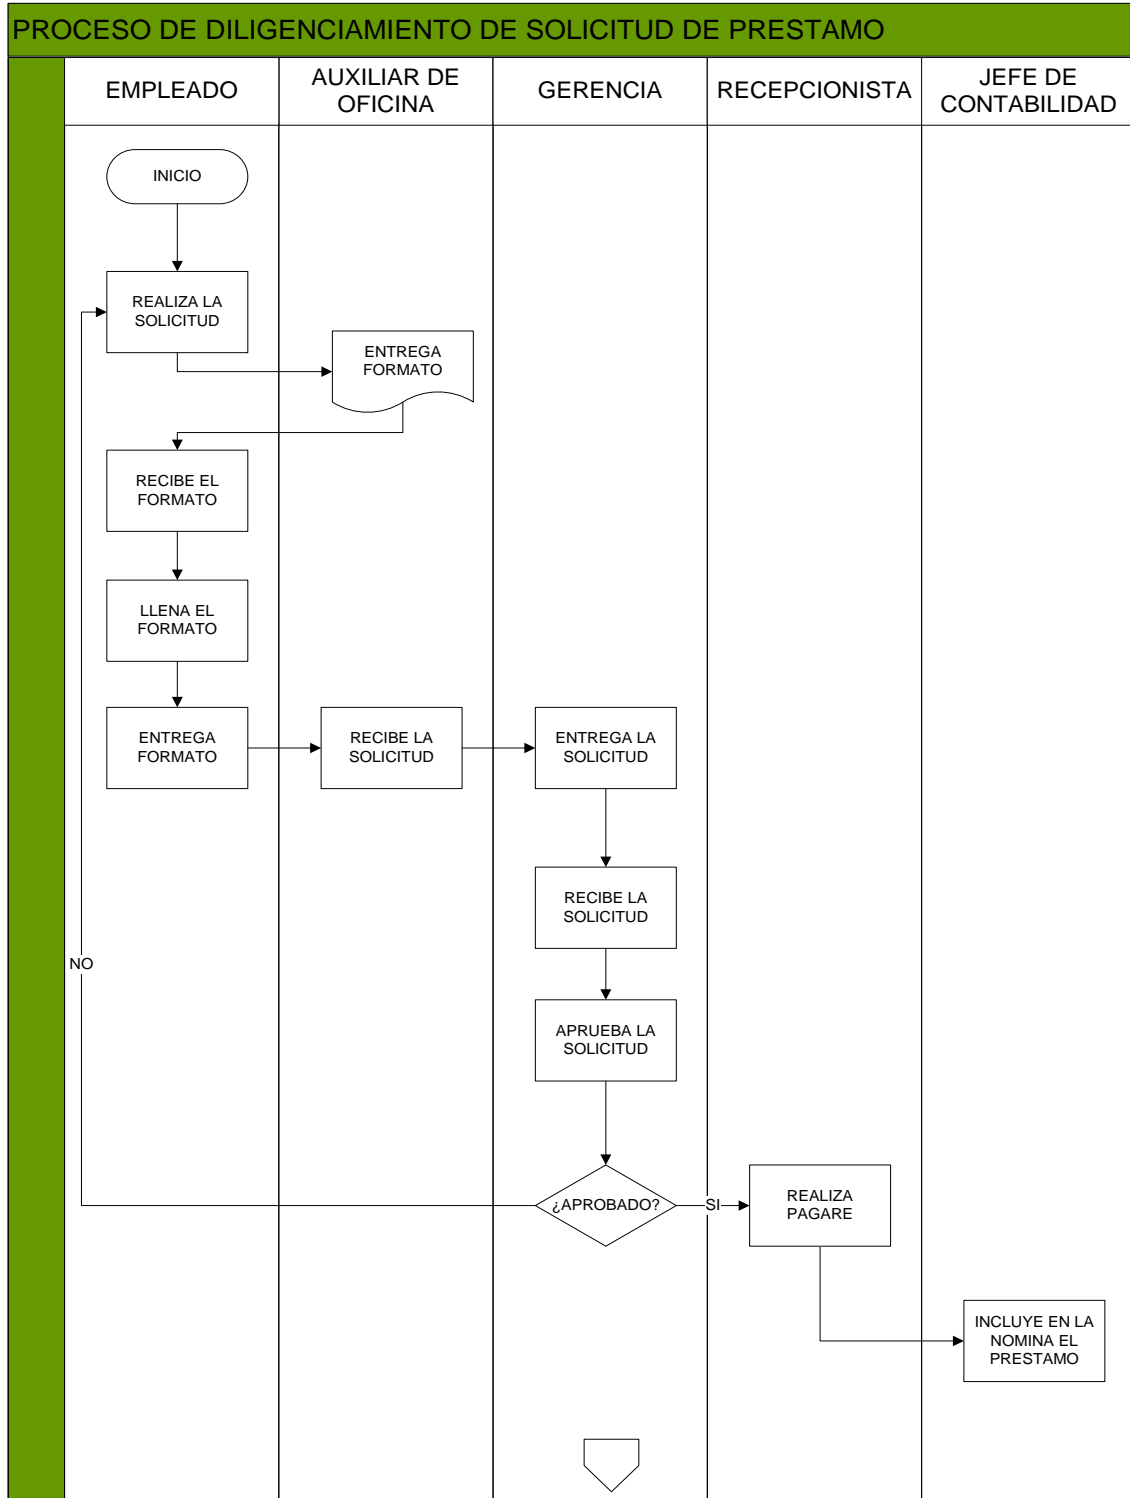 PROCESO DE DILIGENCIAMIENTO DE SOLICITUD DE PRESTAMO
EMPLEADO
AUXILIAR DE
OFICINA
GERENCIA
RECEPCIONISTA
JEFE DE
CONTABILIDAD
INICIO
REALIZA LA
SOLICITUD
ENTREGA
FORMATO
RECIBE EL
FORMATO
LLENA EL
FORMATO
ENTREGA
FORMATO
RECIBE LA
SOLICITUD
ENTREGA LA
SOLICITUD
RECIBE LA
SOLICITUD
NO
APRUEBA LA
SOLICITUD
¿APROBADO?
SI
REALIZA
PAGARE
INCLUYE EN LA
NOMINA EL
PRESTAMO